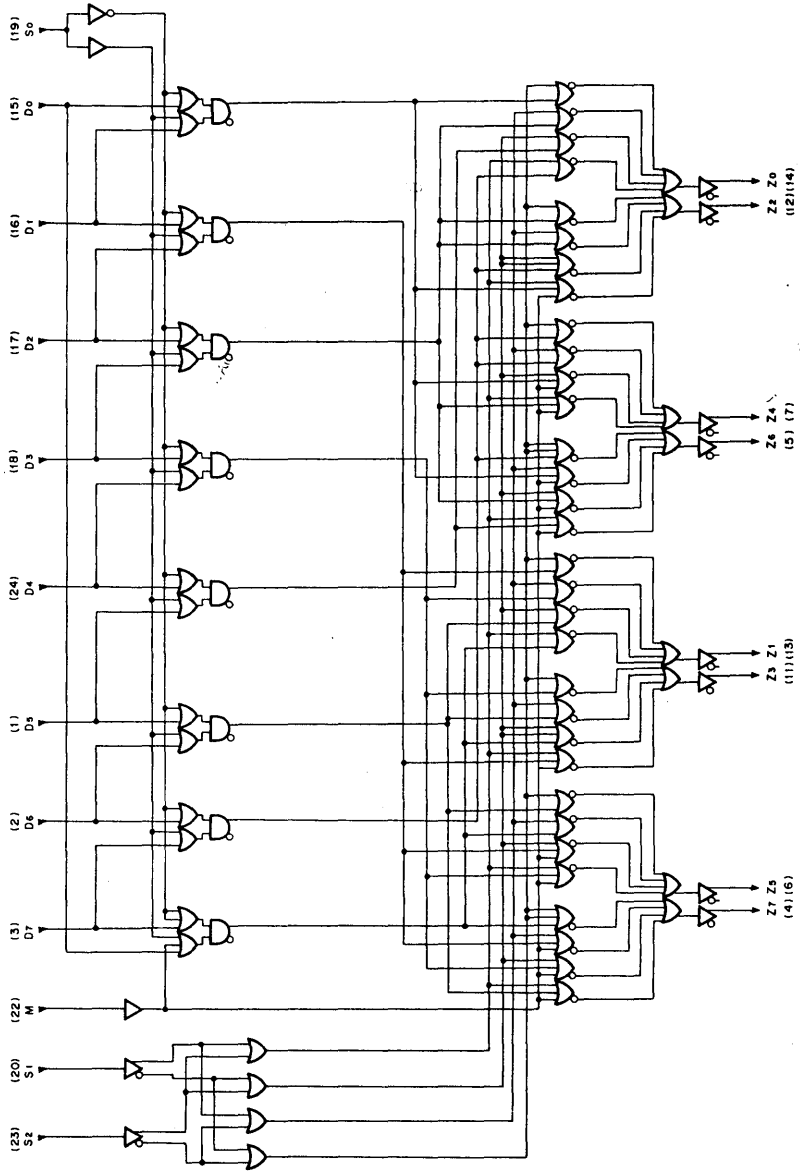 (19) S0
(15) D0
(16) D1
(17) D2
(18) D3
(24) D4
(1) D5
(2) D6
(3) D7
(22) M
(20) S1
(23) S2
Z0 (14)
Z2 (12)
Z4 (7)
Z6 (5)
Z1 (13)
Z3 (11)
Z5 (6)
Z7 (4)